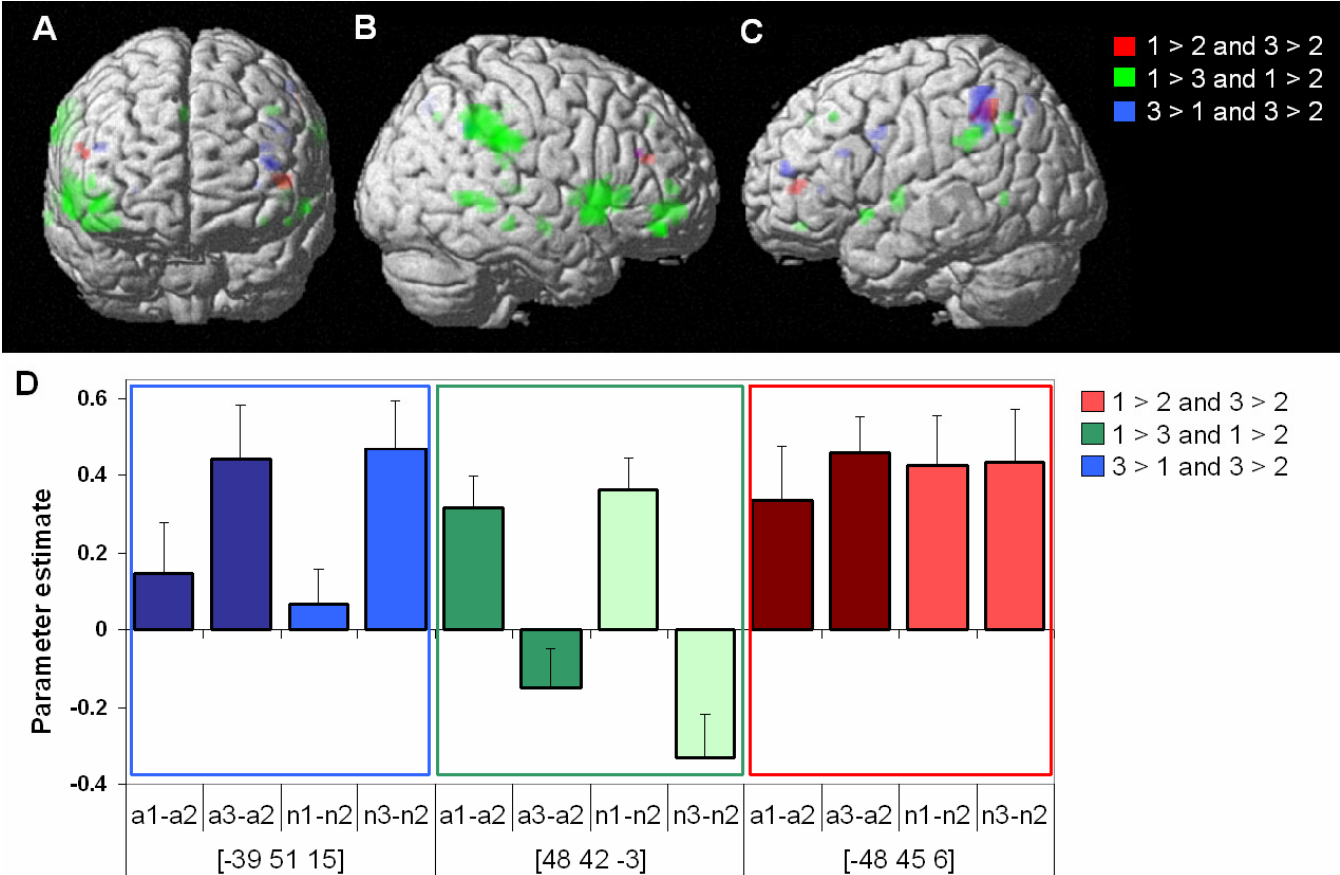 A
B
C
1 > 2 and 3 > 2
1 > 3 and 1 > 2
3 > 1 and 3 > 2
D
Parameter estimate
0.6
0.4
0.2
0
-0.2
-0.4
1 > 2 and 3 > 2
1 > 3 and 1 > 2
3 > 1 and 3 > 2
a1-a2 a3-a2 n1-n2 n3-n2 a1-a2 a3-a2 n1-n2 n3-n2 a1-a2 a3-a2 n1-n2 n3-n2
[-39 51 15] [48 42 -3] [-48 45 6]